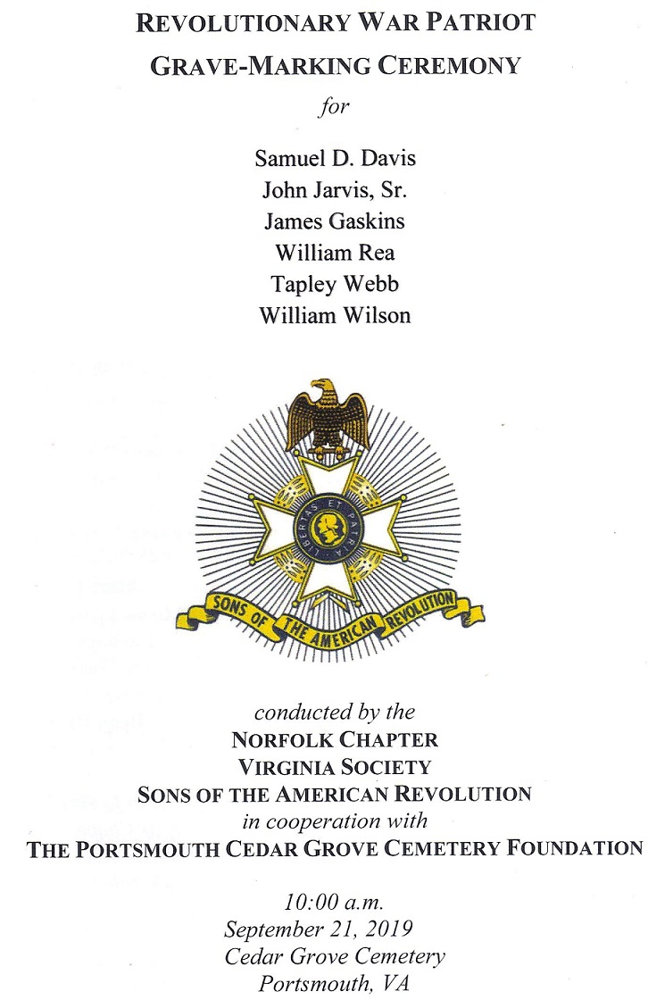 REVOLUTIONARY WAR PATRIOT
GRAVE-MARKING CEREMONY
for
Samuel D. Davis
John Jarvis, Sr.
James Gaskins
William Rea
Tapley Webb
William Wilson
LIBERTAS ET PATRIA
SONS OF THE AMERICAN REVOLUTION
conducted by the
NORFOLK CHAPTER
VIRGINIA SOCIETY
SONS OF THE AMERICAN REVOLUTION
in cooperation with
THE PORTSMOUTH CEDAR GROVE CEMETERY FOUNDATION
10:00 a.m.
September 21, 2019
Cedar Grove Cemetery
Portsmouth, VA